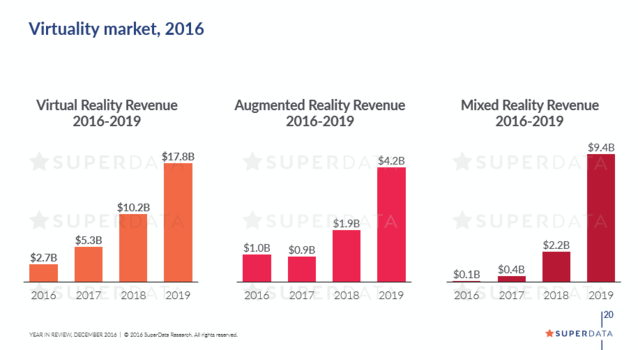 Virtuality market, 2016
Virtual Reality Revenue
2016-2019
$17.8B
$10.2B
$5.3B
$2.7B
2016 2017 2018 2019
Augmented Reality Revenue
2016-2019
$4.2B
$1.9B
$1.0B
$0.9B
2016 2017 2018 2019
Mixed Reality Revenue
2016-2019
$9.4B
$2.2B
$0.4B
$0.1B
2016 2017 2018 2019
SUPERDATA
SUPERDATA
SUPERDATA
SUPERDATA
SUPERDATA
SUPERDATA
20
YEAR IN REVIEW, DECEMBER 2016 | © 2016 SuperData Research. All rights reserved.
SUPERDATA